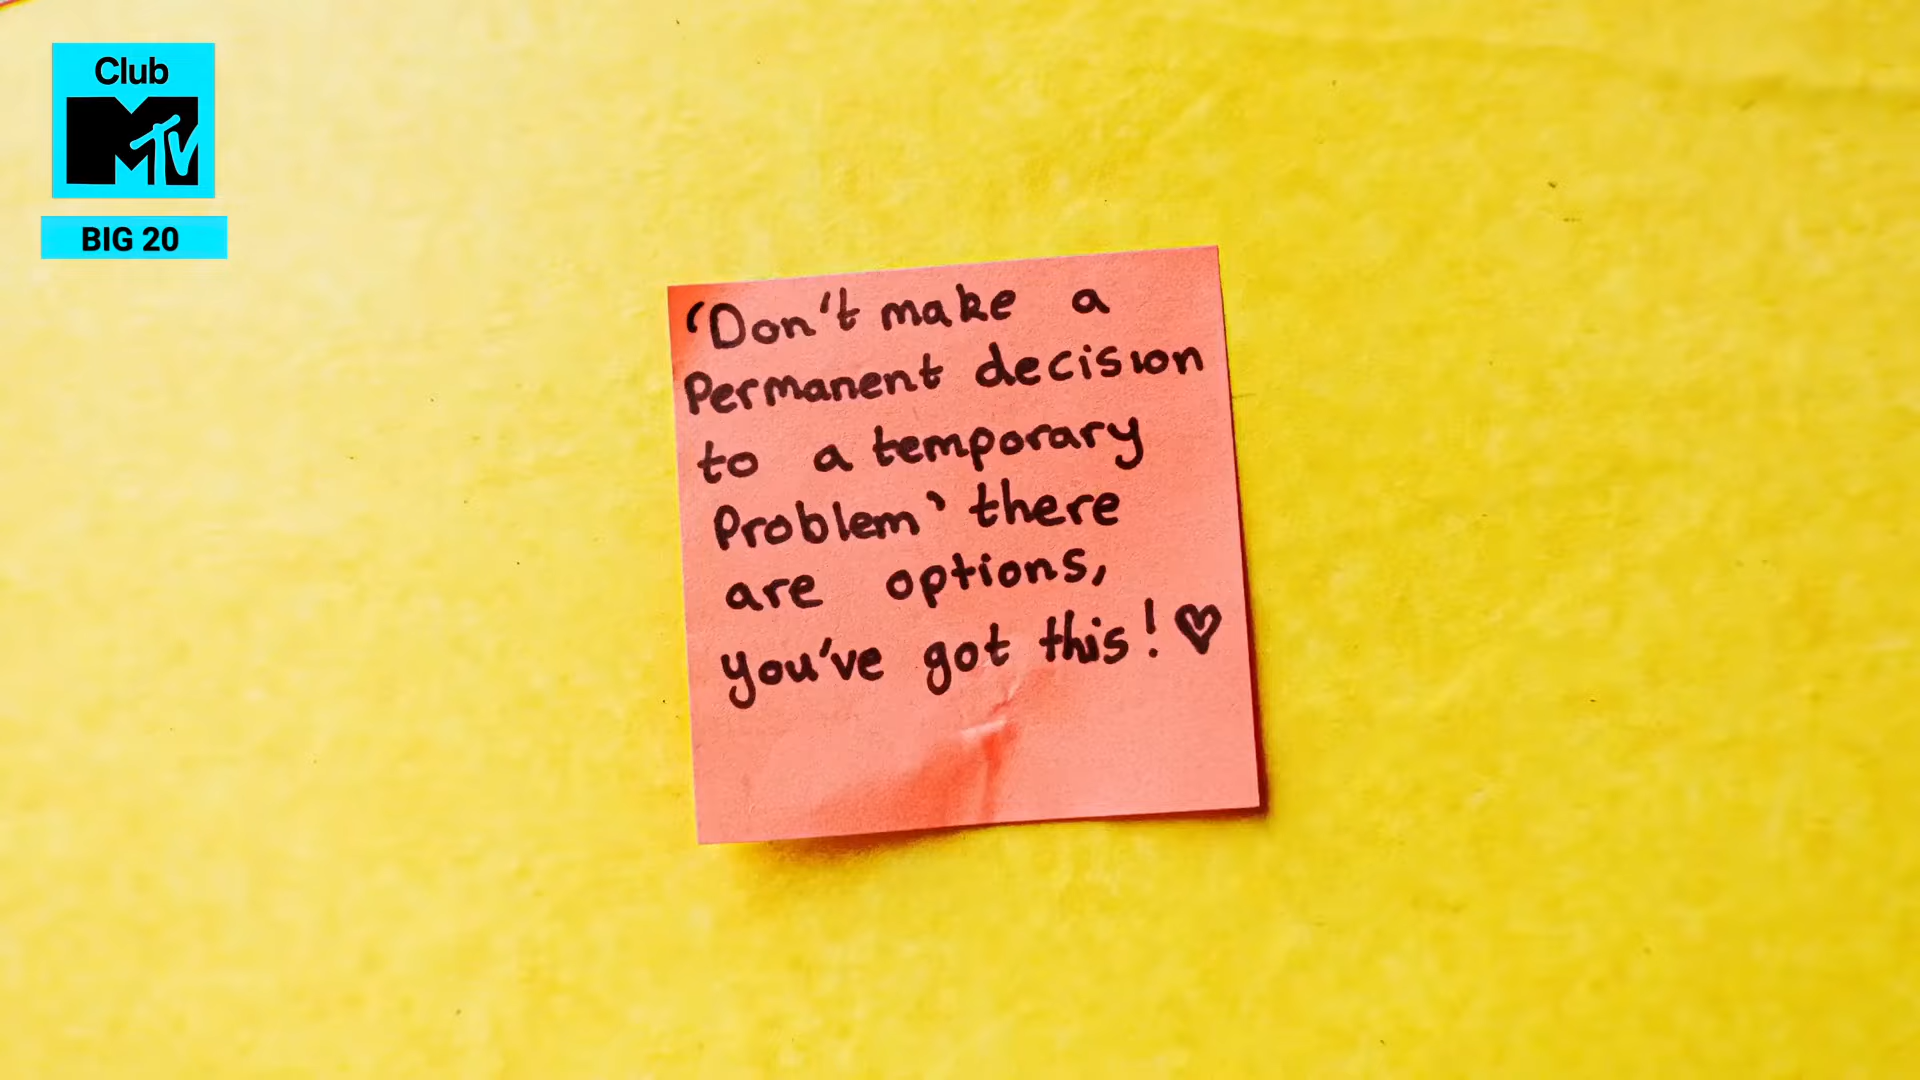 Club
MTV
BIG 20
'Don't make a
Permanent decision
to a temporary
Problem' there
are options,
you've got this! ♡